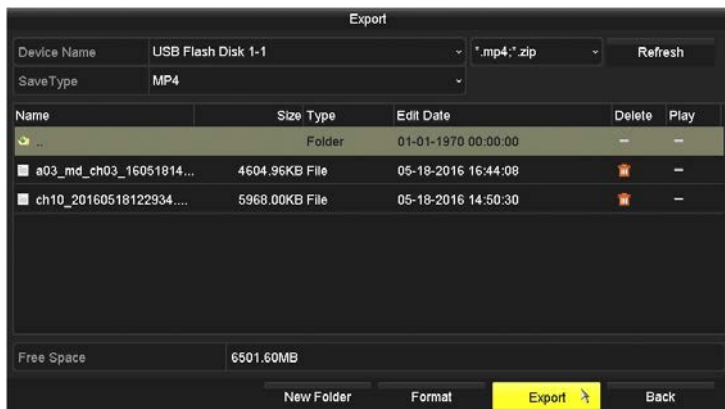 Export
Device Name USB Flash Disk 1-1 *.mp4;*.zip Refresh
SaveType MP4
Name Size Type Edit Date Delete Play
.. Folder 01-01-1970 00:00:00 – –
a03_md_ch03_16051814... 4604.96KB File 05-18-2016 16:44:08 –
ch10_20160518122934.... 5968.00KB File 05-18-2016 14:50:30 –
Free Space 6501.60MB
New Folder Format Export Back